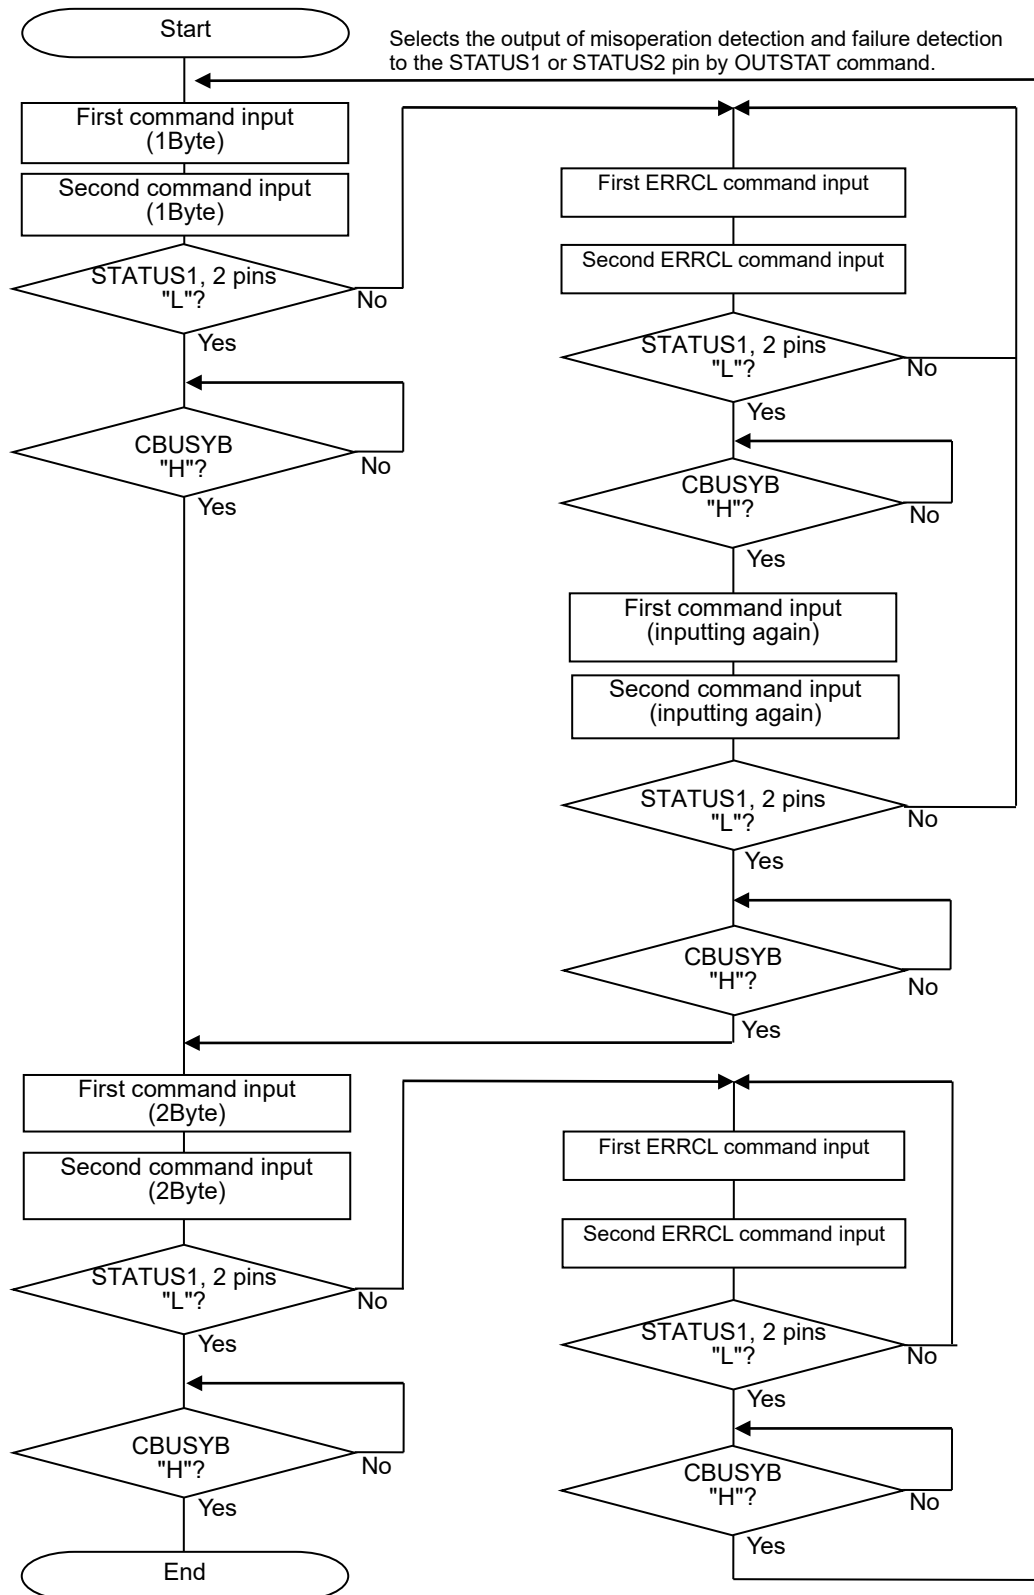 Start
Selects the output of misoperation detection and failure detection
to the STATUS1 or STATUS2 pin by OUTSTAT command.
First command input
(1Byte)
Second command input
(1Byte)
STATUS1, 2 pins
"L"?
No
Yes
CBUSYB
"H"?
No
Yes
First ERRCL command input
Second ERRCL command input
STATUS1, 2 pins
"L"?
No
Yes
CBUSYB
"H"?
No
Yes
First command input
(inputting again)
Second command input
(inputting again)
STATUS1, 2 pins
"L"?
No
Yes
CBUSYB
"H"?
No
Yes
First command input
(2Byte)
Second command input
(2Byte)
STATUS1, 2 pins
"L"?
No
Yes
CBUSYB
"H"?
No
Yes
End
First ERRCL command input
Second ERRCL command input
STATUS1, 2 pins
"L"?
No
Yes
CBUSYB
"H"?
No
Yes